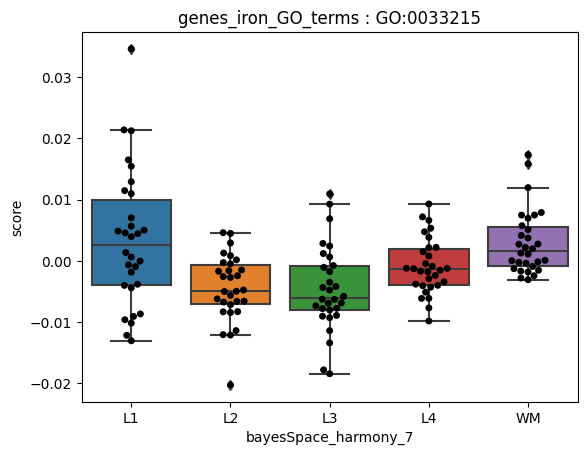 genes_iron_GO_terms : GO:0033215
score
0.03
0.02
0.01
0.00
−0.01
−0.02
L1 L2 L3 L4 WM
bayesSpace_harmony_7